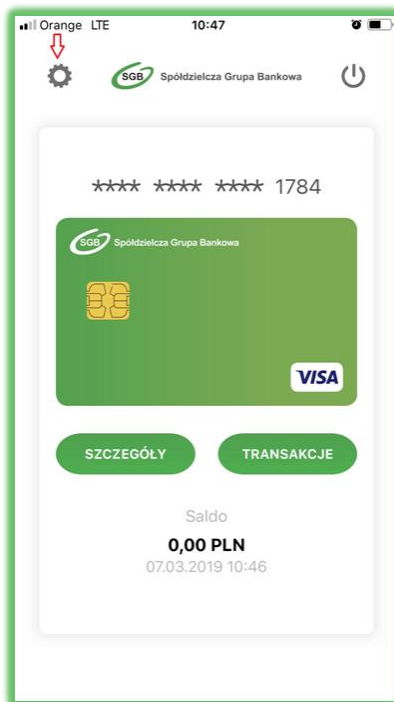 Orange LTE 10:47
SGB Spółdzielcza Grupa Bankowa
**** **** **** 1784
SGB Spółdzielcza Grupa Bankowa
VISA
SZCZEGÓŁY TRANSAKCJE
Saldo
0,00 PLN
07.03.2019 10:46